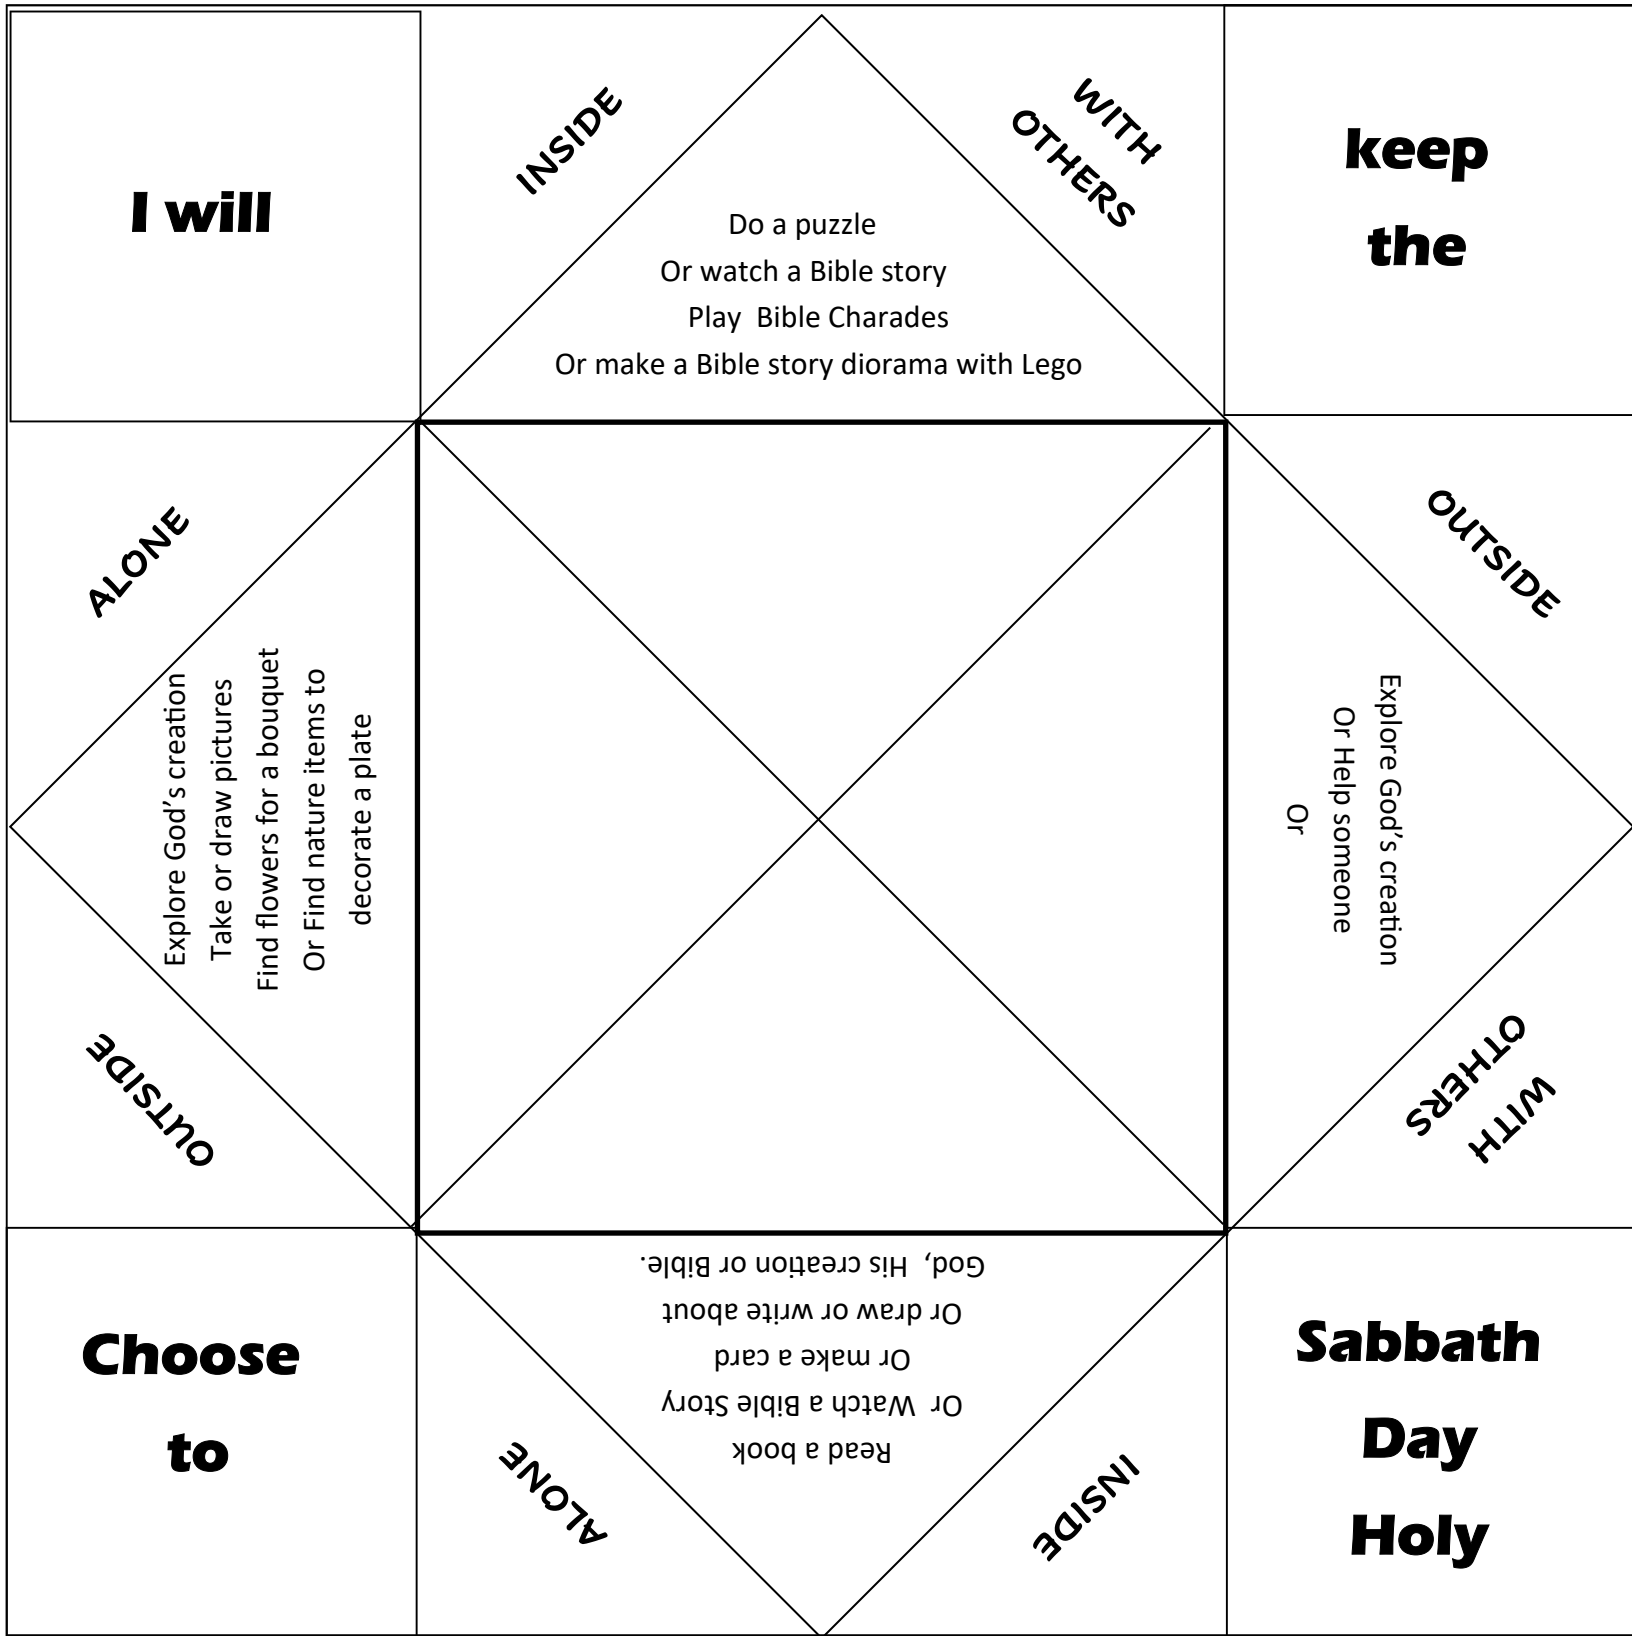 I will
INSIDE
WITH
OTHERS
keep
the
Do a puzzle
Or watch a Bible story
Play  Bible Charades
Or make a Bible story diorama with Lego
ALONE
OUTSIDE
Explore God's creation
Take or draw pictures
Find flowers for a bouquet
Or Find nature items to
decorate a plate
Explore God's creation
Or Help someone
Or
OUTSIDE
WITH
OTHERS
Choose
to
ALONE
Read a book
Or Watch a Bible Story
Or make a card
Or draw or write about
God,  His creation or Bible.
INSIDE
Sabbath
Day
Holy